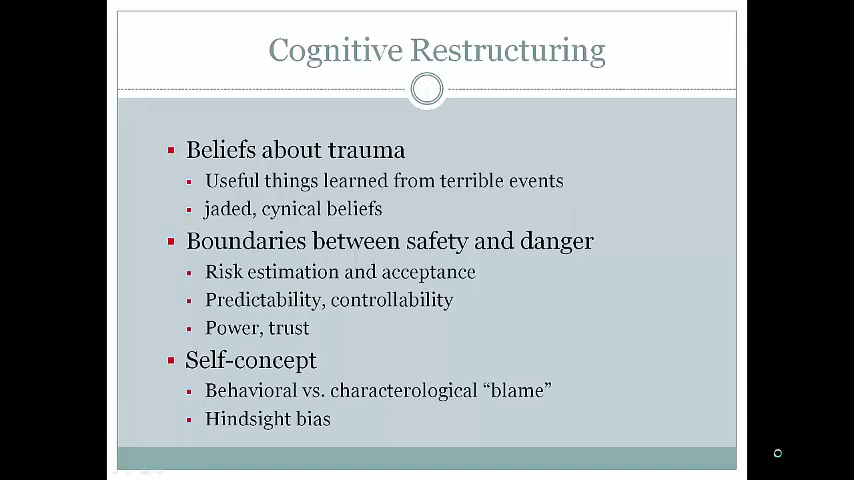 Cognitive Restructuring
Beliefs about trauma
Useful things learned from terrible events
jaded, cynical beliefs
Boundaries between safety and danger
Risk estimation and acceptance
Predictability, controllability
Power, trust
Self-concept
Behavioral vs. characterological “blame”
Hindsight bias